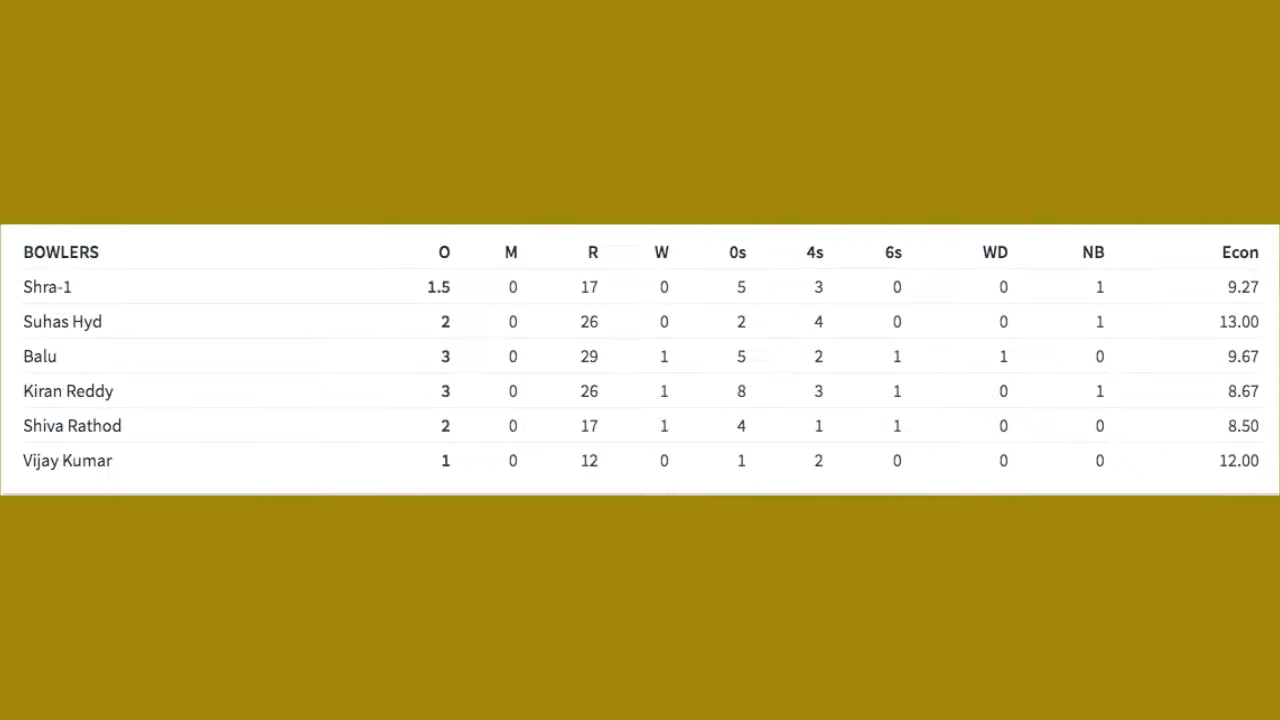 BOWLERS O M R W 0s 4s 6s WD NB Econ
Shra-1 1.5 0 17 0 5 3 0 0 1 9.27
Suhas Hyd 2 0 26 0 2 4 0 0 1 13.00
Balu 3 0 29 1 5 2 1 1 0 9.67
Kiran Reddy 3 0 26 1 8 3 1 0 1 8.67
Shiva Rathod 2 0 17 1 4 1 1 0 0 8.50
Vijay Kumar 1 0 12 0 1 2 0 0 0 12.00